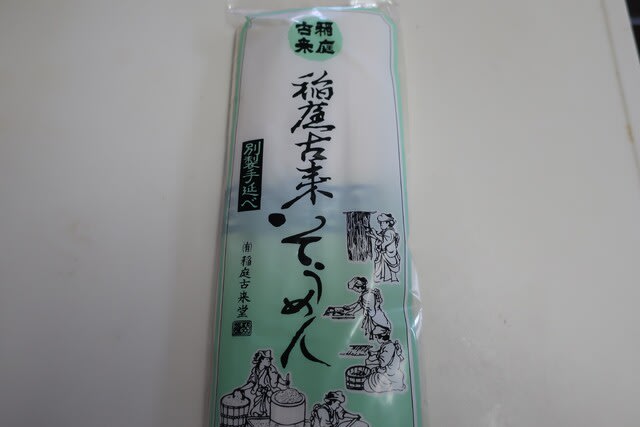 稲庭
古来
稲庭古来そうめん
別製手延べ
㈲稲庭古来堂